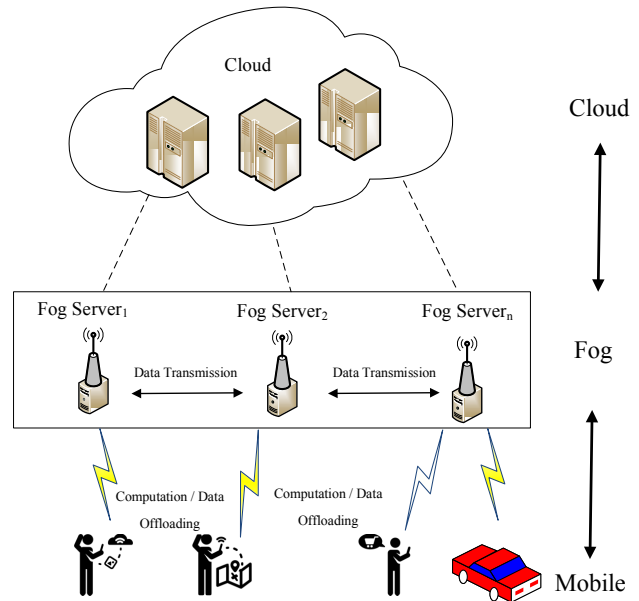 Cloud
Cloud
Fog Server1
Fog Server2
Fog Servern
Data Transmission
Data Transmission
Fog
Computation / Data
Offloading
Computation / Data
Offloading
Mobile